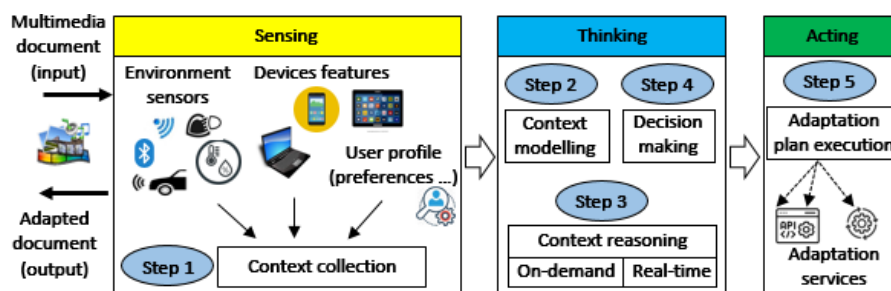 Multimedia
document
(input)
Adapted
document
(output)
Sensing
Environment
sensors
Devices features
User profile
(preferences ...)
Step 1
Context collection
Thinking
Step 2
Context
modelling
Step 4
Decision
making
Step 3
Context reasoning
On-demand
Real-time
Acting
Step 5
Adaptation
plan execution
API
</>
Adaptation
services